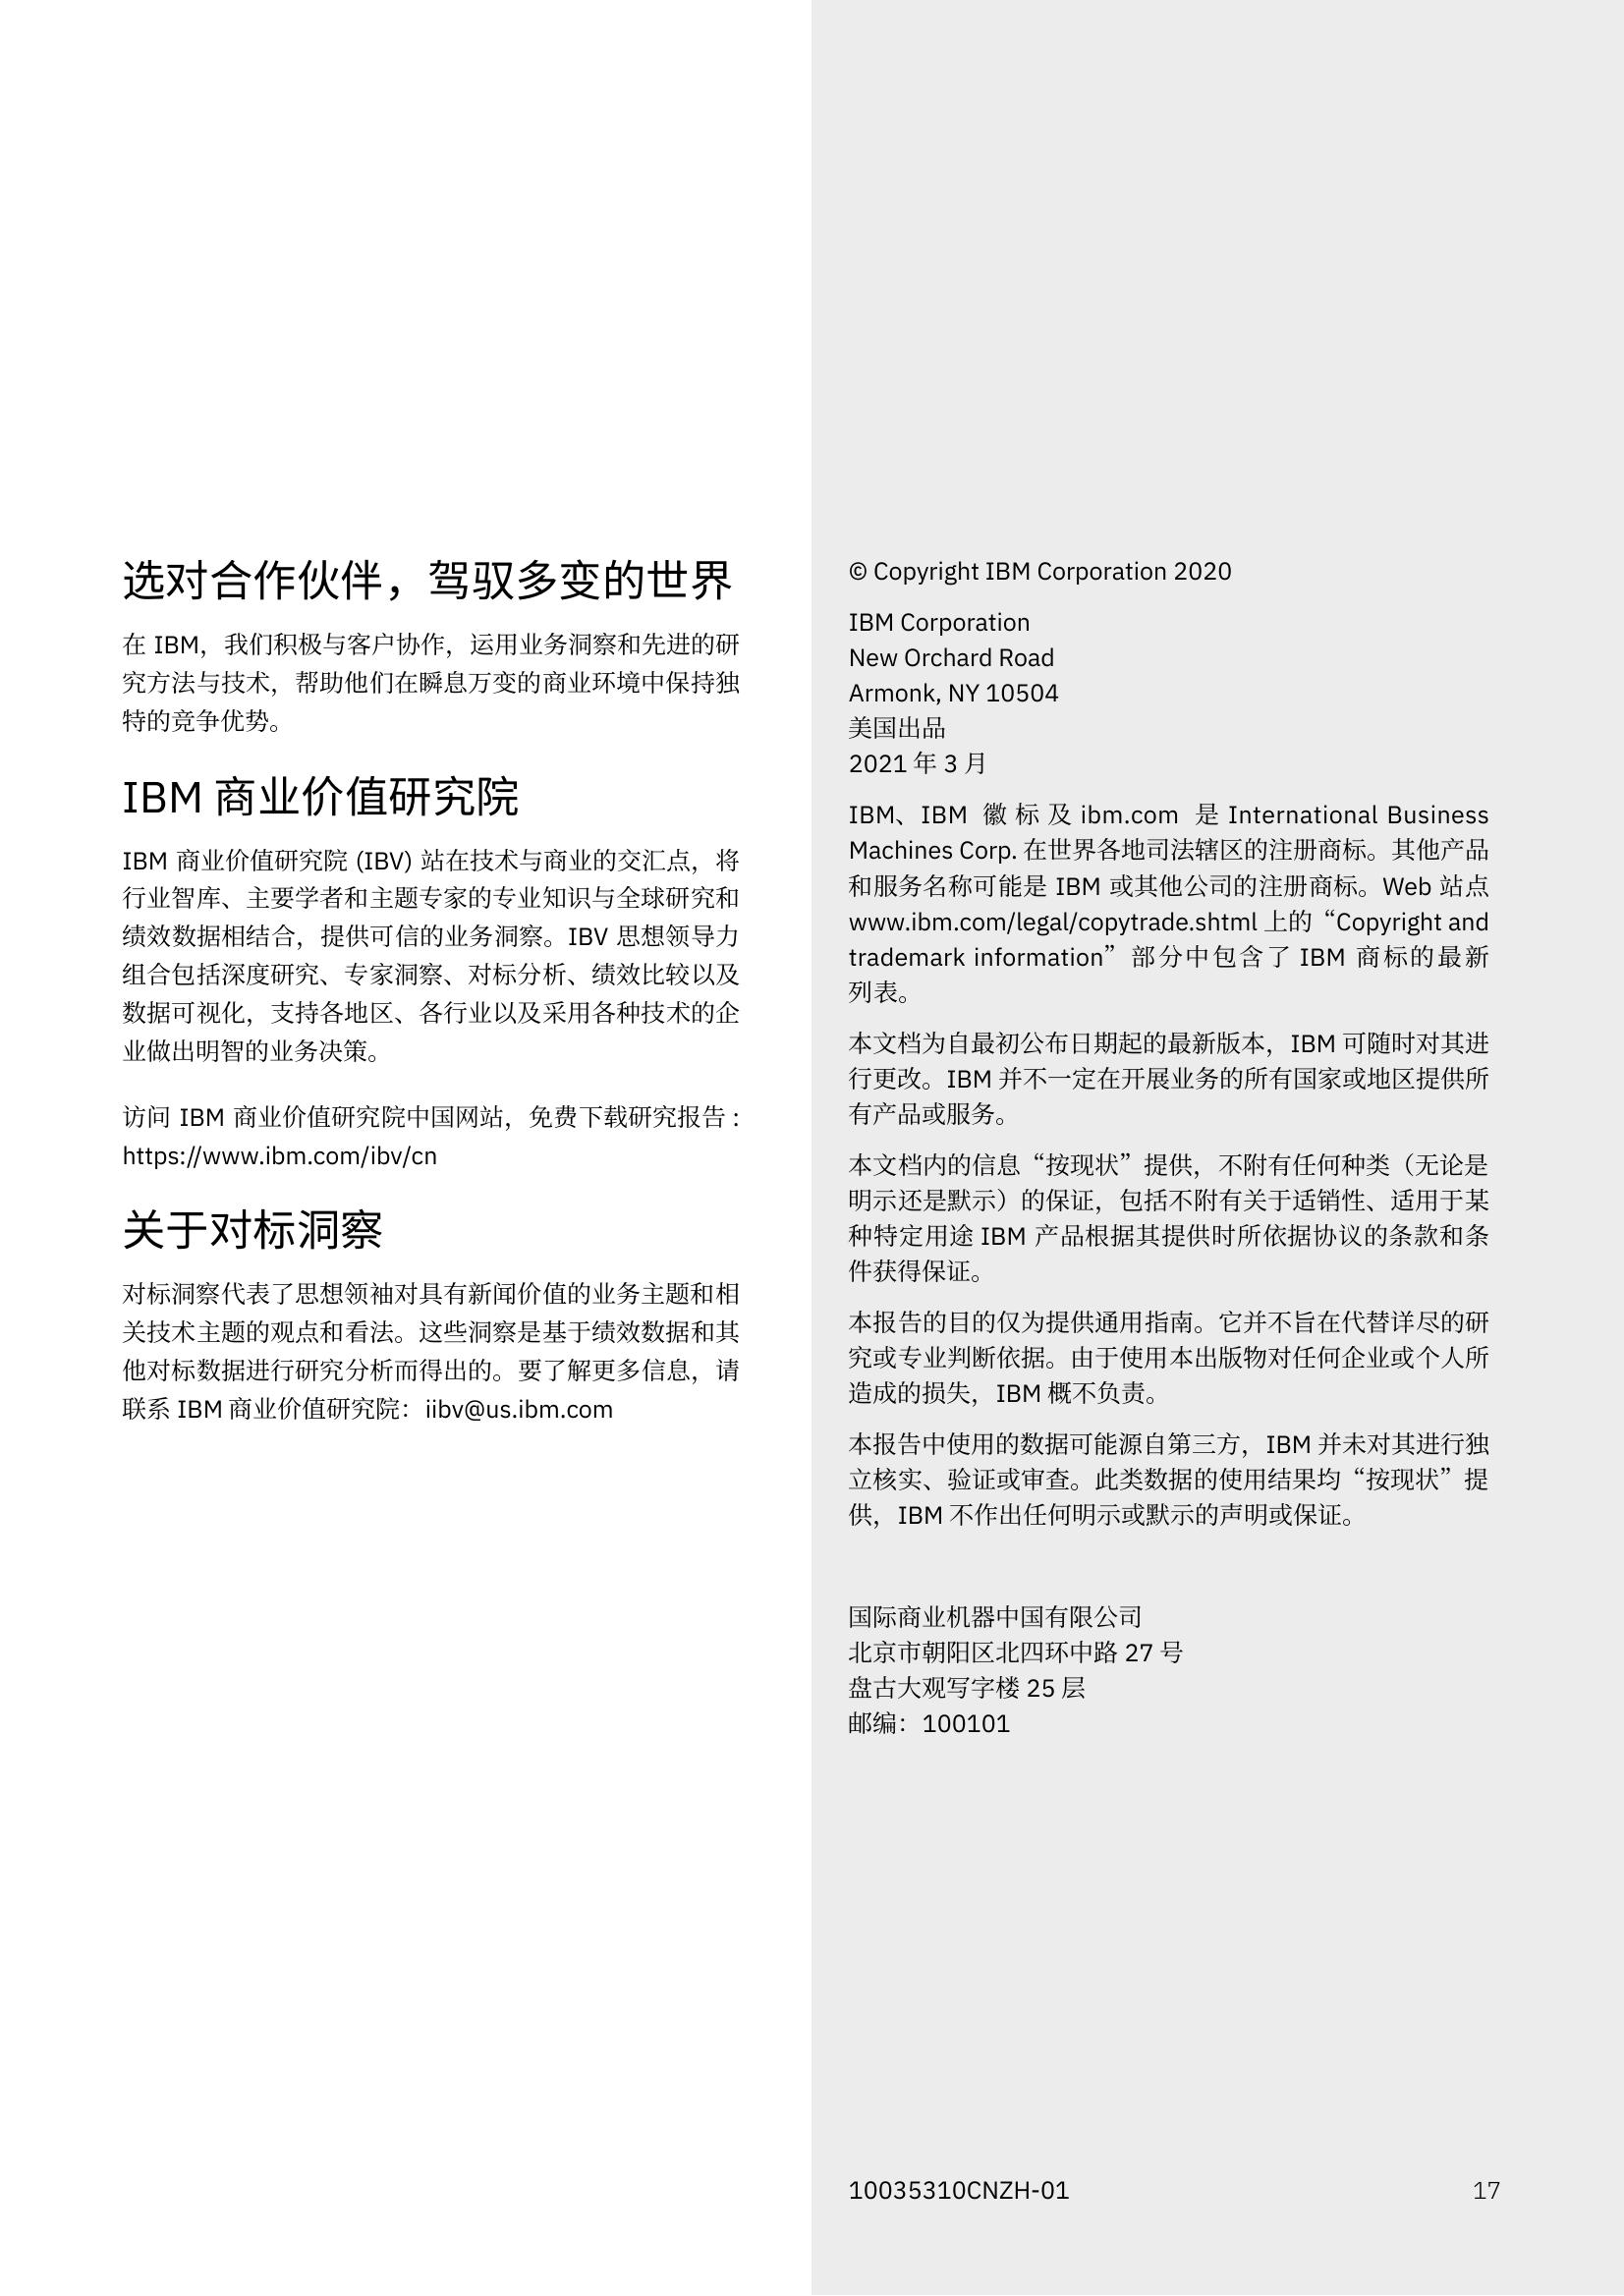 选对合作伙伴，驾驭多变的世界
在 IBM，我们积极与客户协作，运用业务洞察和先进的研
究方法与技术，帮助他们在瞬息万变的商业环境中保持独
特的竞争优势。
IBM 商业价值研究院
IBM 商业价值研究院 (IBV) 站在技术与商业的交汇点，将
行业智库、主要学者和主题专家的专业知识与全球研究和
绩效数据相结合，提供可信的业务洞察。IBV 思想领导力
组合包括深度研究、专家洞察、对标分析、绩效比较以及
数据可视化，支持各地区、各行业以及采用各种技术的企
业做出明智的业务决策。
访问 IBM 商业价值研究院中国网站，免费下载研究报告：
https://www.ibm.com/ibv/cn
关于对标洞察
对标洞察代表了思想领袖对具有新闻价值的业务主题和相
关技术主题的观点和看法。这些洞察是基于绩效数据和其
他对标数据进行研究分析而得出的。要了解更多信息，请
联系 IBM 商业价值研究院：iibv@us.ibm.com
© Copyright IBM Corporation 2020
IBM Corporation
New Orchard Road
Armonk, NY 10504
美国出品
2021 年 3 月
IBM、IBM 徽标及 ibm.com 是 International Business
Machines Corp. 在世界各地司法辖区的注册商标。其他产品
和服务名称可能是 IBM 或其他公司的注册商标。Web 站点
www.ibm.com/legal/copytrade.shtml 上的“Copyright and
trademark information”部分中包含了 IBM 商标的最新
列表。
本文档为自最初公布日期起的最新版本，IBM 可随时对其进
行更改。IBM 并不一定在开展业务的所有国家或地区提供所
有产品或服务。
本文档内的信息“按现状”提供，不附有任何种类（无论是
明示还是默示）的保证，包括不附有关于适销性、适用于某
种特定用途 IBM 产品根据其提供时所依据协议的条款和条
件获得保证。
本报告的目的仅为提供通用指南。它并不旨在代替详尽的研
究或专业判断依据。由于使用本出版物对任何企业或个人所
造成的损失，IBM 概不负责。
本报告中使用的数据可能源自第三方，IBM 并未对其进行独
立核实、验证或审查。此类数据的使用结果均“按现状”提
供，IBM 不作出任何明示或默示的声明或保证。
国际商业机器中国有限公司
北京市朝阳区北四环中路 27 号
盘古大观写字楼 25 层
邮编：100101
10035310CNZH-01
17